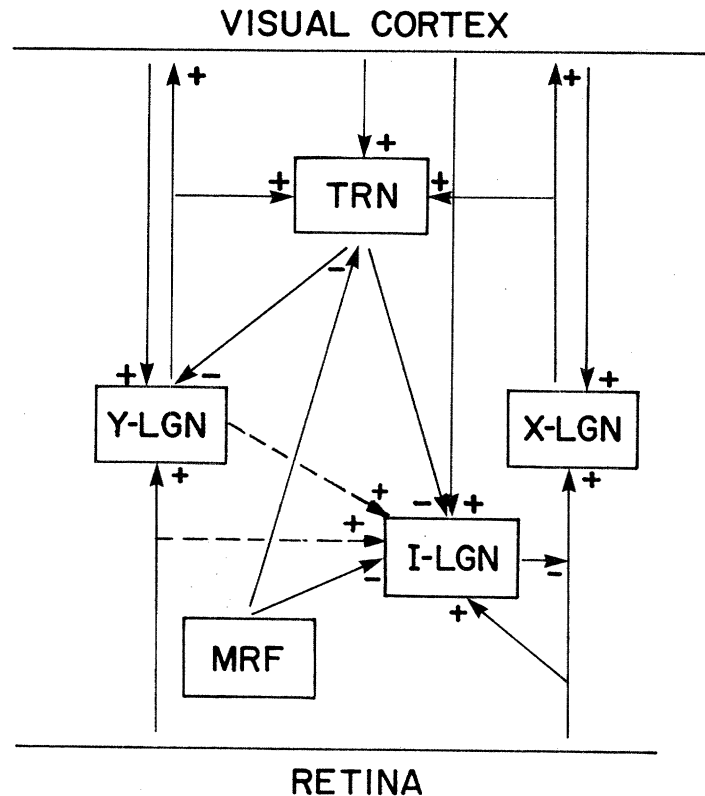 VISUAL CORTEX
+ +
+
+ TRN +
-
+ - +
Y-LGN X-LGN
+ +
+ - +
+ I-LGN
- -
+
MRF
RETINA